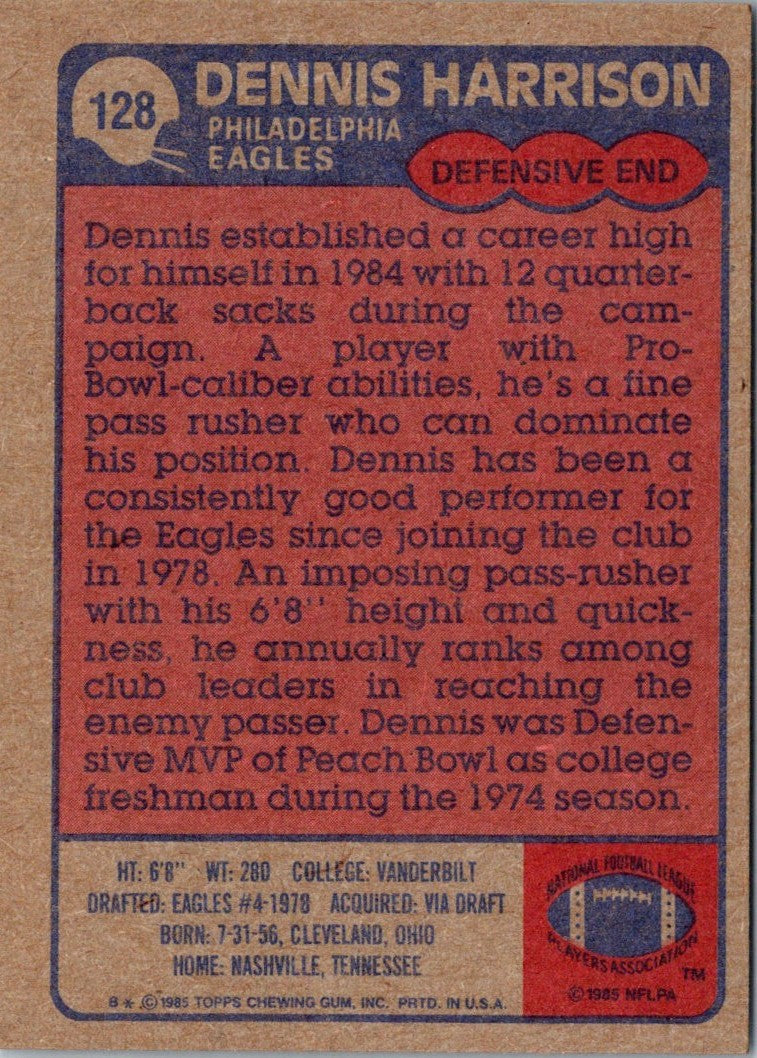 128
DENNIS HARRISON
PHILADELPHIA
EAGLES
DEFENSIVE END
Dennis established a career high
for himself in 1984 with 12 quarter-
back sacks during the cam-
paign. A player with Pro-
Bowl-caliber abilities, he's a fine
pass rusher who can dominate
his position. Dennis has been a
consistently good performer for
the Eagles since joining the club
in 1978. An imposing pass-rusher
with his 6'8" height and quick-
ness, he annually ranks among
club leaders in reaching the
enemy passer. Dennis was Defen-
sive MVP of Peach Bowl as college
freshman during the 1974 season.
HT: 6'8" WT: 280 COLLEGE: VANDERBILT
DRAFTED: EAGLES #4-1978 ACQUIRED: VIA DRAFT
BORN: 7-31-56, CLEVELAND, OHIO
HOME: NASHVILLE, TENNESSEE
B * © 1985 TOPPS CHEWING GUM, INC. PRTD. IN U.S.A.
NATIONAL FOOTBALL LEAGUE
PLAYERS ASSOCIATION
TM
© 1985 NFLPA